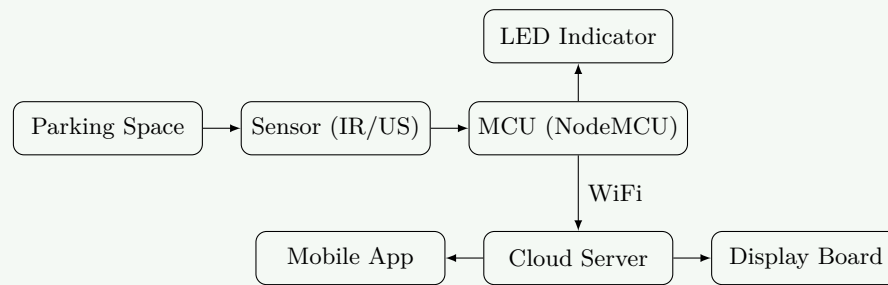 LED Indicator
Parking Space
Sensor (IR/US)
MCU (NodeMCU)
WiFi
Mobile App
Cloud Server
Display Board